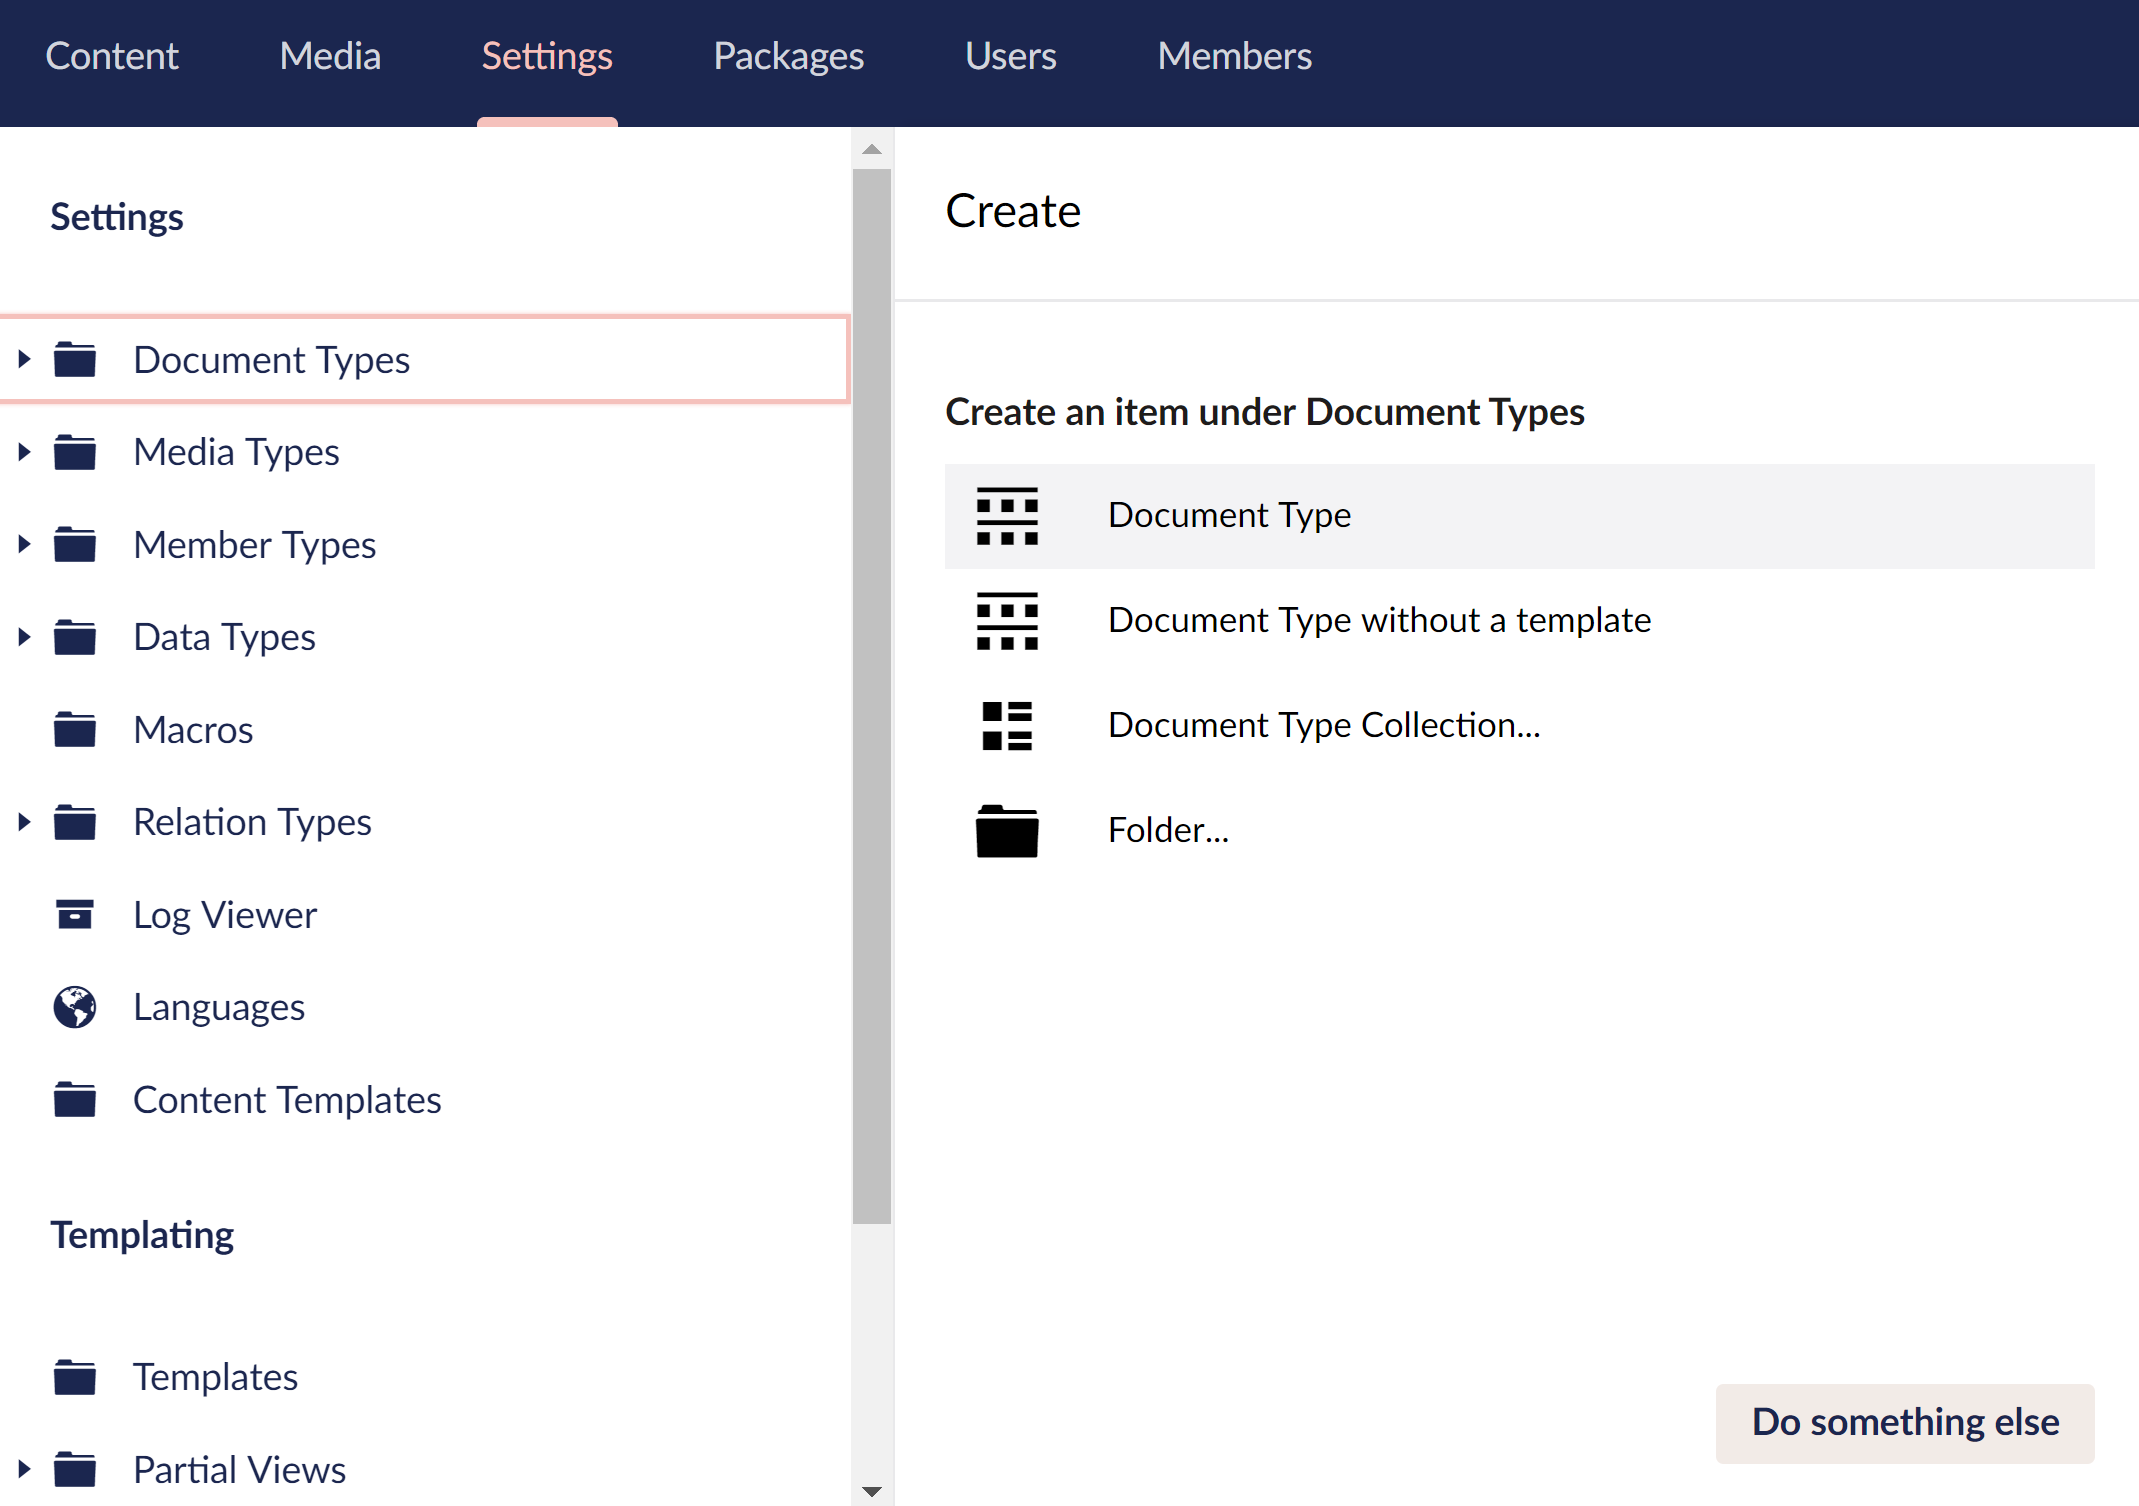 Content Media Settings Packages Users Members
Settings
Document Types
Media Types
Member Types
Data Types
Macros
Relation Types
Log Viewer
Languages
Content Templates
Templating
Templates
Partial Views
Create
Create an item under Document Types
Document Type
Document Type without a template
Document Type Collection...
Folder...
Do something else